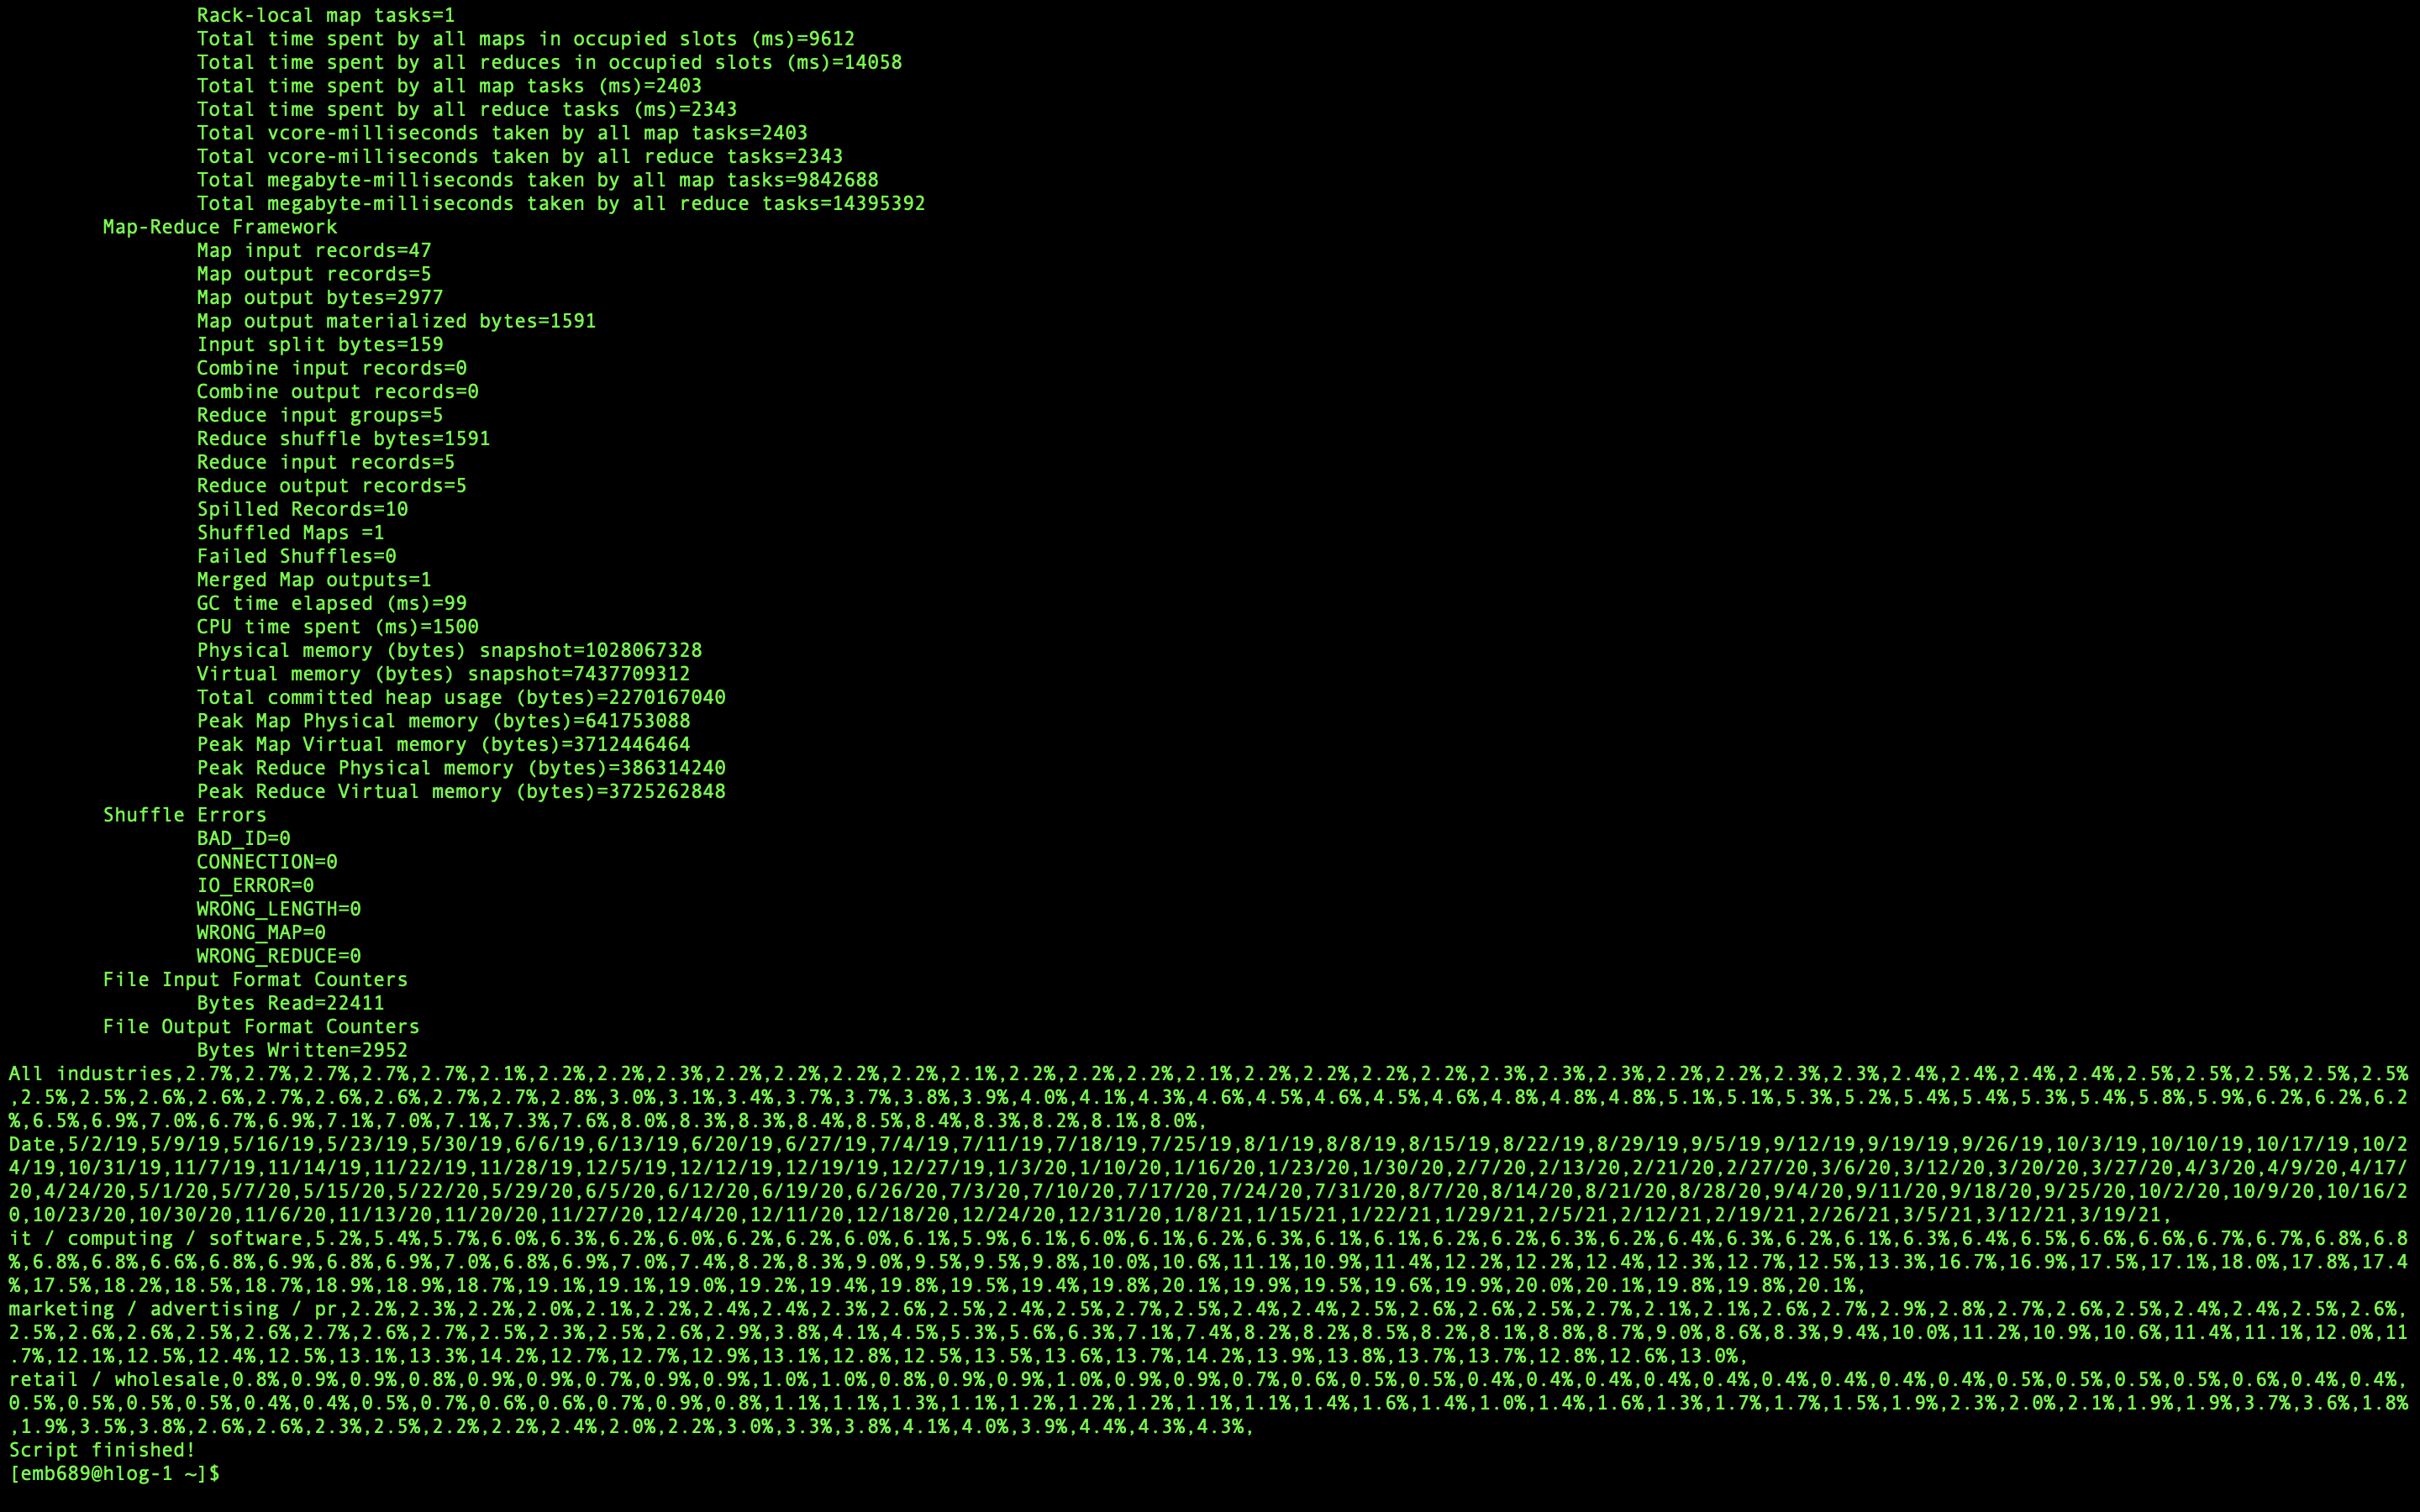 Rack-local map tasks=1
Total time spent by all maps in occupied slots (ms)=9612
Total time spent by all reduces in occupied slots (ms)=14058
Total time spent by all map tasks (ms)=2403
Total time spent by all reduce tasks (ms)=2343
Total vcore-milliseconds taken by all map tasks=2403
Total vcore-milliseconds taken by all reduce tasks=2343
Total megabyte-milliseconds taken by all map tasks=9842688
Total megabyte-milliseconds taken by all reduce tasks=14395392
Map-Reduce Framework
Map input records=47
Map output records=5
Map output bytes=2977
Map output materialized bytes=1591
Input split bytes=159
Combine input records=0
Combine output records=0
Reduce input groups=5
Reduce shuffle bytes=1591
Reduce input records=5
Reduce output records=5
Spilled Records=10
Shuffled Maps =1
Failed Shuffles=0
Merged Map outputs=1
GC time elapsed (ms)=99
CPU time spent (ms)=1500
Physical memory (bytes) snapshot=1028067328
Virtual memory (bytes) snapshot=7437709312
Total committed heap usage (bytes)=2270167040
Peak Map Physical memory (bytes)=641753088
Peak Map Virtual memory (bytes)=3712446464
Peak Reduce Physical memory (bytes)=386314240
Peak Reduce Virtual memory (bytes)=3725262848
Shuffle Errors
BAD_ID=0
CONNECTION=0
IO_ERROR=0
WRONG_LENGTH=0
WRONG_MAP=0
WRONG_REDUCE=0
File Input Format Counters
Bytes Read=22411
File Output Format Counters
Bytes Written=2952
All industries,2.7%,2.7%,2.7%,2.7%,2.7%,2.1%,2.2%,2.2%,2.3%,2.2%,2.2%,2.2%,2.2%,2.1%,2.2%,2.2%,2.2%,2.1%,2.2%,2.2%,2.2%,2.2%,2.3%,2.3%,2.3%,2.2%,2.2%,2.3%,2.3%,2.4%,2.4%,2.4%,2.4%,2.5%,2.5%,2.5%,2.5%,2.5%
,2.5%,2.5%,2.6%,2.6%,2.7%,2.6%,2.6%,2.7%,2.7%,2.8%,3.0%,3.1%,3.4%,3.7%,3.7%,3.8%,3.9%,4.0%,4.1%,4.3%,4.6%,4.5%,4.6%,4.5%,4.6%,4.8%,4.8%,4.8%,5.1%,5.1%,5.3%,5.2%,5.4%,5.4%,5.3%,5.4%,5.8%,5.9%,6.2%,6.2%,6.2
%,6.5%,6.9%,7.0%,6.7%,6.9%,7.1%,7.0%,7.1%,7.3%,7.6%,8.0%,8.3%,8.3%,8.4%,8.5%,8.4%,8.3%,8.2%,8.1%,8.0%,
Date,5/2/19,5/9/19,5/16/19,5/23/19,5/30/19,6/6/19,6/13/19,6/20/19,6/27/19,7/4/19,7/11/19,7/18/19,7/25/19,8/1/19,8/8/19,8/15/19,8/22/19,8/29/19,9/5/19,9/12/19,9/19/19,9/26/19,10/3/19,10/10/19,10/17/19,10/2
4/19,10/31/19,11/7/19,11/14/19,11/22/19,11/28/19,12/5/19,12/12/19,12/19/19,12/27/19,1/3/20,1/10/20,1/16/20,1/23/20,1/30/20,2/7/20,2/13/20,2/21/20,2/27/20,3/6/20,3/12/20,3/20/20,3/27/20,4/3/20,4/9/20,4/17/
20,4/24/20,5/1/20,5/7/20,5/15/20,5/22/20,5/29/20,6/5/20,6/12/20,6/19/20,6/26/20,7/3/20,7/10/20,7/17/20,7/24/20,7/31/20,8/7/20,8/14/20,8/21/20,8/28/20,9/4/20,9/11/20,9/18/20,9/25/20,10/2/20,10/9/20,10/16/2
0,10/23/20,10/30/20,11/6/20,11/13/20,11/20/20,11/27/20,12/4/20,12/11/20,12/18/20,12/24/20,12/31/20,1/8/21,1/15/21,1/22/21,1/29/21,2/5/21,2/12/21,2/19/21,2/26/21,3/5/21,3/12/21,3/19/21,
it / computing / software,5.2%,5.4%,5.7%,6.0%,6.3%,6.2%,6.0%,6.2%,6.2%,6.0%,6.1%,5.9%,6.1%,6.0%,6.1%,6.2%,6.3%,6.1%,6.1%,6.2%,6.2%,6.3%,6.2%,6.4%,6.3%,6.2%,6.1%,6.3%,6.4%,6.5%,6.6%,6.6%,6.7%,6.7%,6.8%,6.8
%,6.8%,6.8%,6.6%,6.8%,6.9%,6.8%,6.9%,7.0%,6.8%,6.9%,7.0%,7.4%,8.2%,8.3%,9.0%,9.5%,9.5%,9.8%,10.0%,10.6%,11.1%,10.9%,11.4%,12.2%,12.2%,12.4%,12.3%,12.7%,12.5%,13.3%,16.7%,16.9%,17.5%,17.1%,18.0%,17.8%,17.4
%,17.5%,18.2%,18.5%,18.7%,18.9%,18.9%,18.7%,19.1%,19.1%,19.0%,19.2%,19.4%,19.8%,19.5%,19.4%,19.8%,20.1%,19.9%,19.5%,19.6%,19.9%,20.0%,20.1%,19.8%,19.8%,20.1%,
marketing / advertising / pr,2.2%,2.3%,2.2%,2.0%,2.1%,2.2%,2.4%,2.4%,2.3%,2.6%,2.5%,2.4%,2.5%,2.7%,2.5%,2.4%,2.4%,2.5%,2.6%,2.6%,2.5%,2.7%,2.1%,2.1%,2.6%,2.7%,2.9%,2.8%,2.7%,2.6%,2.5%,2.4%,2.4%,2.5%,2.6%,
2.5%,2.6%,2.6%,2.5%,2.6%,2.7%,2.6%,2.7%,2.5%,2.3%,2.5%,2.6%,2.9%,3.8%,4.1%,4.5%,5.3%,5.6%,6.3%,7.1%,7.4%,8.2%,8.2%,8.5%,8.2%,8.1%,8.8%,8.7%,9.0%,8.6%,8.3%,9.4%,10.0%,11.2%,10.9%,10.6%,11.4%,11.1%,12.0%,11
.7%,12.1%,12.5%,12.4%,12.5%,13.1%,13.3%,14.2%,12.7%,12.7%,12.9%,13.1%,12.8%,12.5%,13.5%,13.6%,13.7%,14.2%,13.9%,13.8%,13.7%,13.7%,12.8%,12.6%,13.0%,
retail / wholesale,0.8%,0.9%,0.9%,0.8%,0.9%,0.9%,0.7%,0.9%,0.9%,1.0%,1.0%,0.8%,0.9%,0.9%,1.0%,0.9%,0.9%,0.7%,0.6%,0.5%,0.5%,0.4%,0.4%,0.4%,0.4%,0.4%,0.4%,0.4%,0.4%,0.4%,0.5%,0.5%,0.5%,0.5%,0.6%,0.4%,0.4%,
0.5%,0.5%,0.5%,0.5%,0.4%,0.4%,0.5%,0.7%,0.6%,0.6%,0.7%,0.9%,0.8%,1.1%,1.1%,1.3%,1.1%,1.2%,1.2%,1.2%,1.1%,1.1%,1.4%,1.6%,1.4%,1.0%,1.4%,1.6%,1.3%,1.7%,1.7%,1.5%,1.9%,2.3%,2.0%,2.1%,1.9%,1.9%,3.7%,3.6%,1.8%
,1.9%,3.5%,3.8%,2.6%,2.6%,2.3%,2.5%,2.2%,2.2%,2.4%,2.0%,2.2%,3.0%,3.3%,3.8%,4.1%,4.0%,3.9%,4.4%,4.3%,4.3%,
Script finished!
[emb689@hlog-1 ~]$